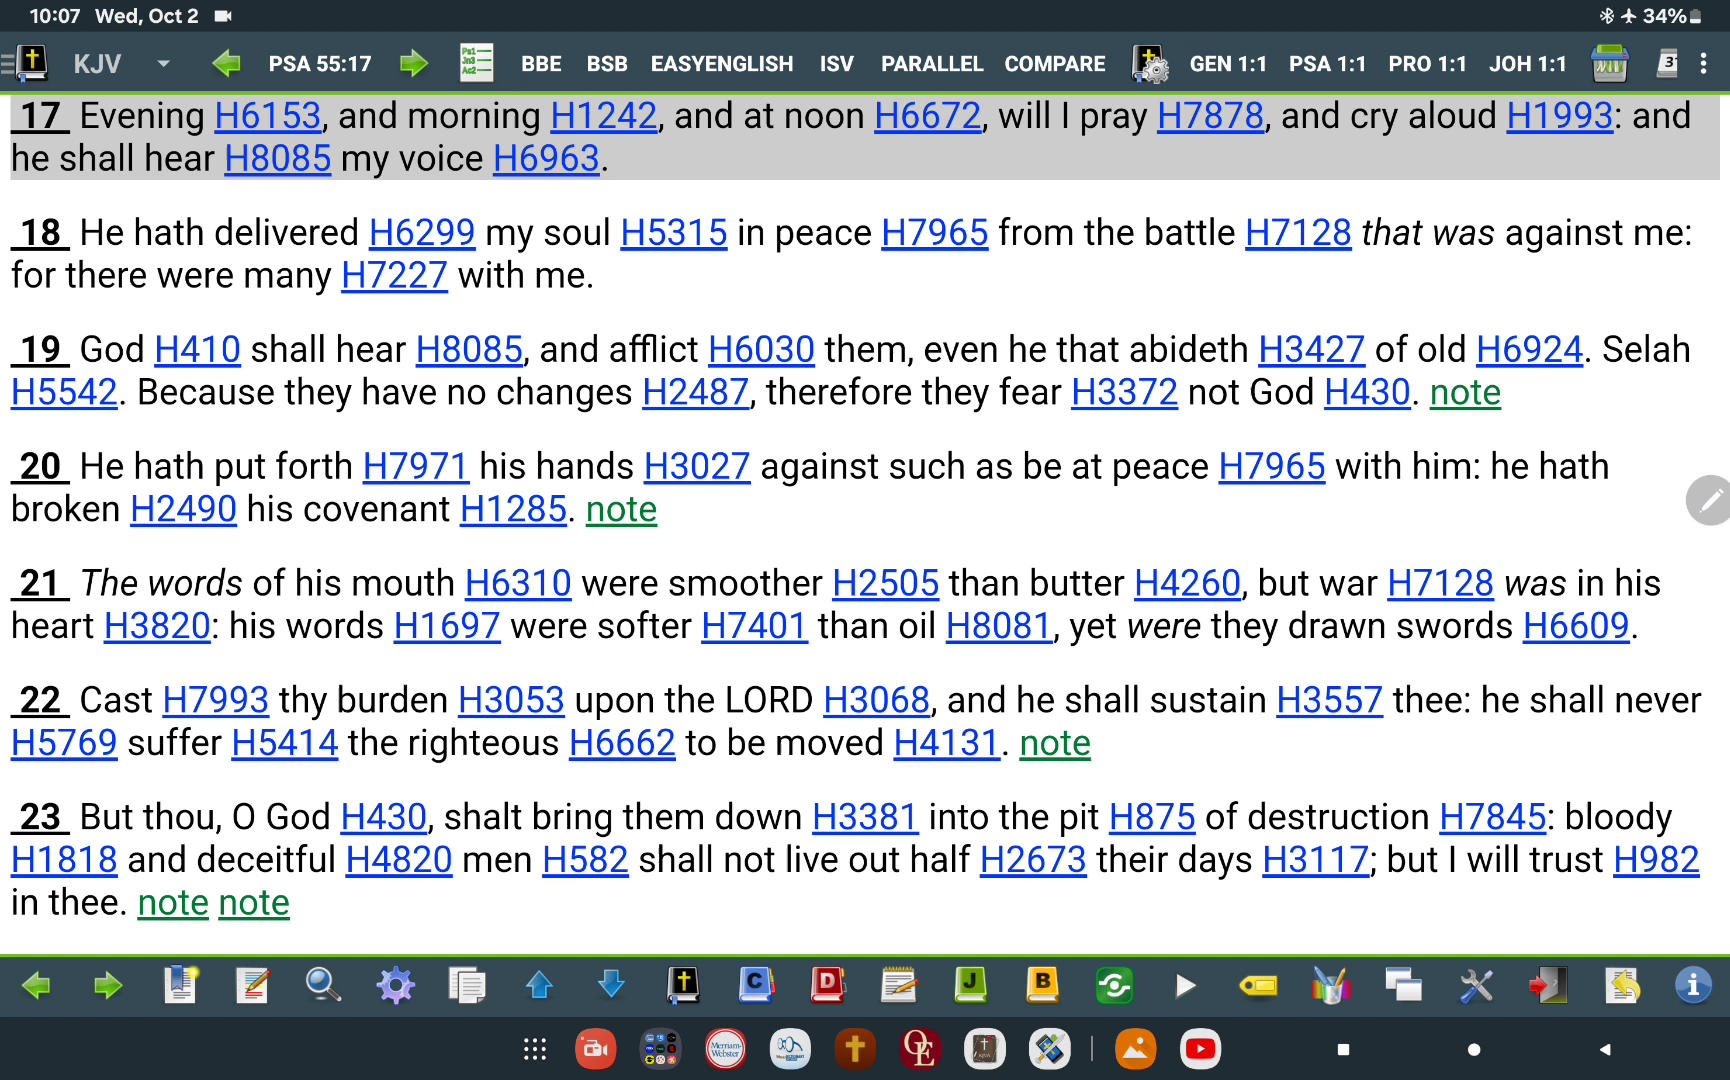 10:07 Wed, Oct 2
34%
KJV PSA 55:17 BBE BSB EASYENGLISH ISV PARALLEL COMPARE GEN 1:1 PSA 1:1 PRO 1:1 JOH 1:1
17 Evening H6153, and morning H1242, and at noon H6672, will I pray H7878, and cry aloud H1993: and
he shall hear H8085 my voice H6963.
18 He hath delivered H6299 my soul H5315 in peace H7965 from the battle H7128 that was against me:
for there were many H7227 with me.
19 God H410 shall hear H8085, and afflict H6030 them, even he that abideth H3427 of old H6924. Selah
H5542. Because they have no changes H2487, therefore they fear H3372 not God H430. note
20 He hath put forth H7971 his hands H3027 against such as be at peace H7965 with him: he hath
broken H2490 his covenant H1285. note
21 The words of his mouth H6310 were smoother H2505 than butter H4260, but war H7128 was in his
heart H3820: his words H1697 were softer H7401 than oil H8081, yet were they drawn swords H6609.
22 Cast H7993 thy burden H3053 upon the LORD H3068, and he shall sustain H3557 thee: he shall never
H5769 suffer H5414 the righteous H6662 to be moved H4131. note
23 But thou, O God H430, shalt bring them down H3381 into the pit H875 of destruction H7845: bloody
H1818 and deceitful H4820 men H582 shall not live out half H2673 their days H3117; but I will trust H982
in thee. note note
C D J B
Merriam-
Webster
OE